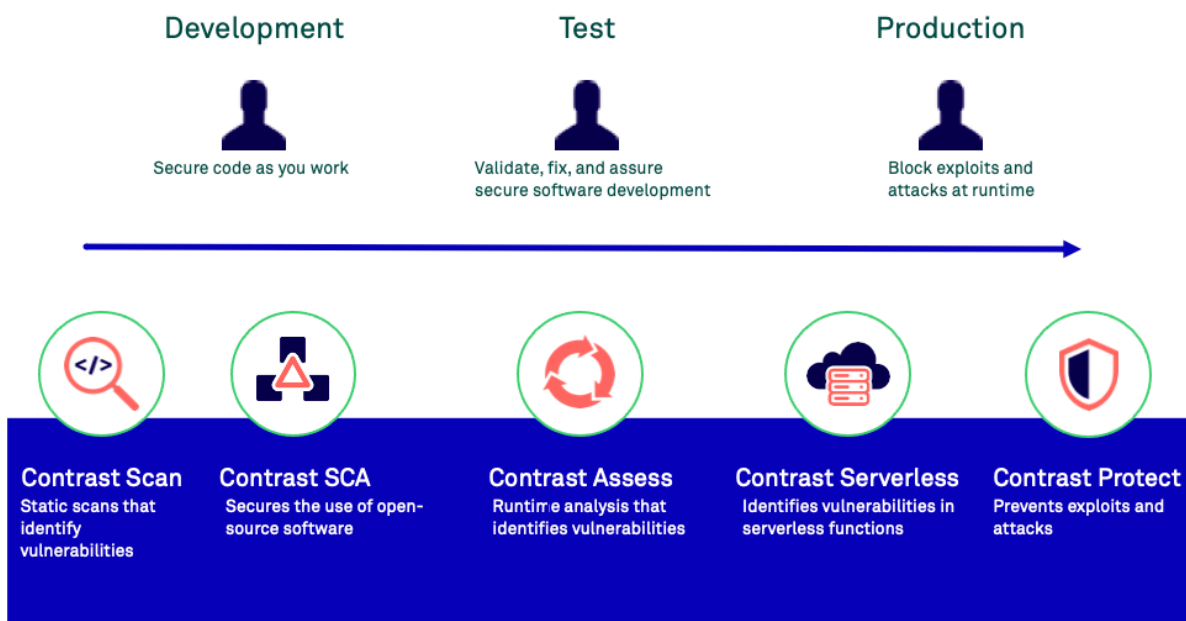 Development
Test
Production
Secure code as you work
Validate, fix, and assure
secure software development
Block exploits and
attacks at runtime
</>
Contrast Scan
Static scans that
identify
vulnerabilities
Contrast SCA
Secures the use of open-
source software
Contrast Assess
Runtime analysis that
identifies vulnerabilities
Contrast Serverless
Identifies vulnerabilities in
serverless functions
Contrast Protect
Prevents exploits and
attacks